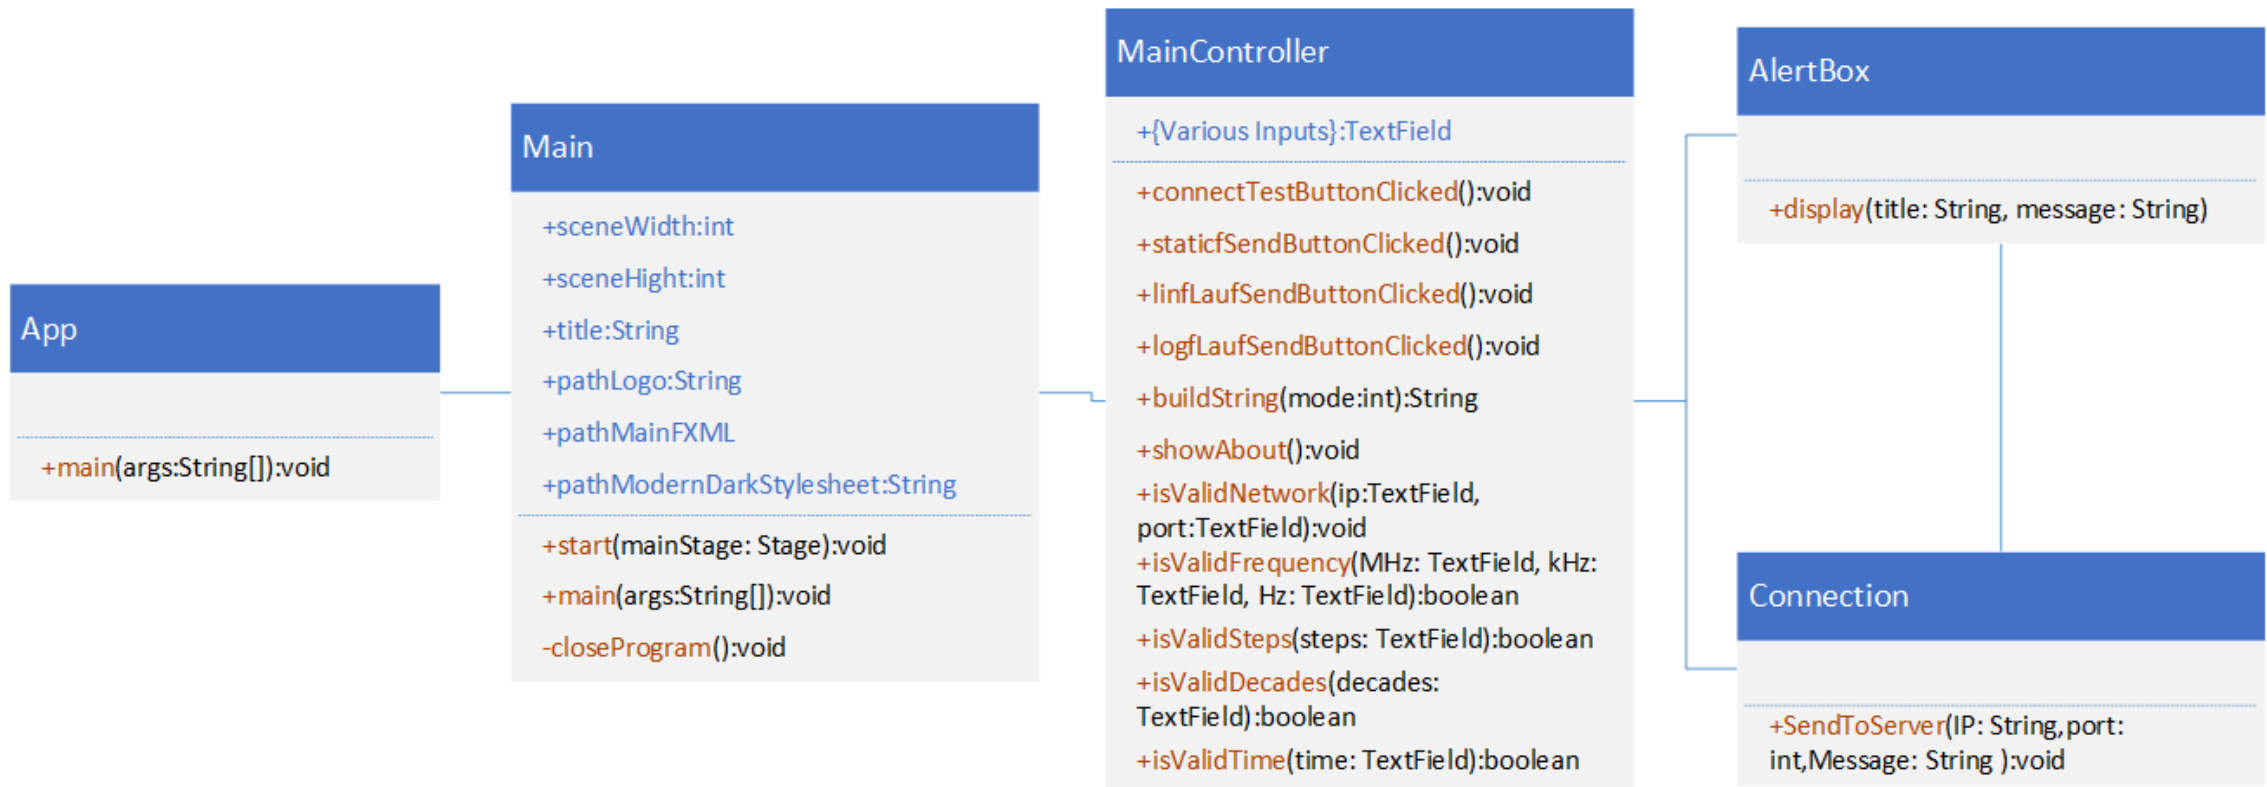 App
+main(args:String[]):void
Main
+sceneWidth:int
+sceneHight:int
+title:String
+pathLogo:String
+pathMainFXML
+pathModernDarkStylesheet:String
+start(mainStage: Stage):void
+main(args:String[]):void
-closeProgram():void
MainController
+{Various Inputs}:TextField
+connectTestButtonClicked():void
+staticfSendButtonClicked():void
+linfLaufSendButtonClicked():void
+logfLaufSendButtonClicked():void
+buildString(mode:int):String
+showAbout():void
+isValidNetwork(ip:TextField,
port:TextField):void
+isValidFrequency(MHz: TextField, kHz:
TextField, Hz: TextField):boolean
+isValidSteps(steps: TextField):boolean
+isValidDecades(decades:
TextField):boolean
+isValidTime(time: TextField):boolean
AlertBox
+display(title: String, message: String)
Connection
+SendToServer(IP: String,port:
int,Message: String ):void